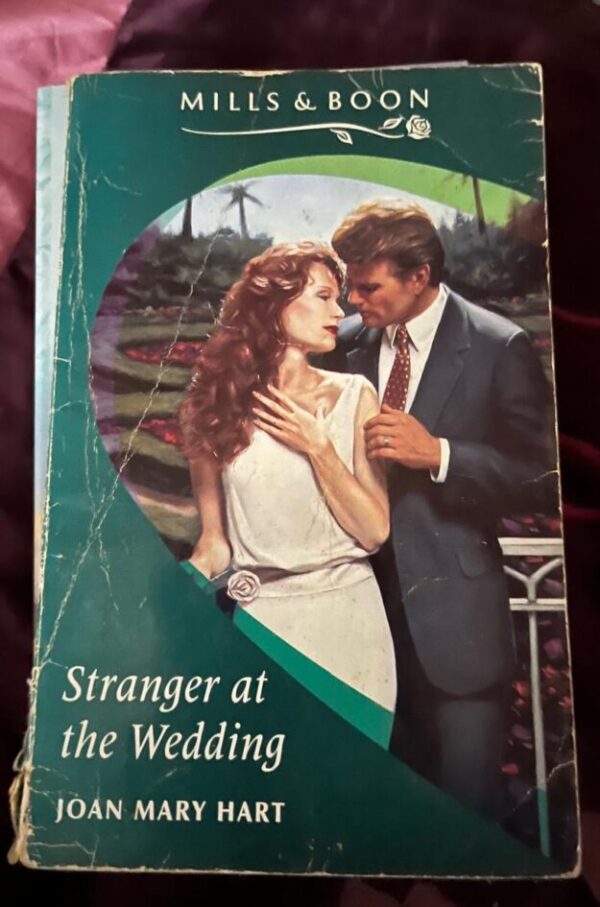 MILLS & BOON
Stranger at
the Wedding
JOAN MARY HART